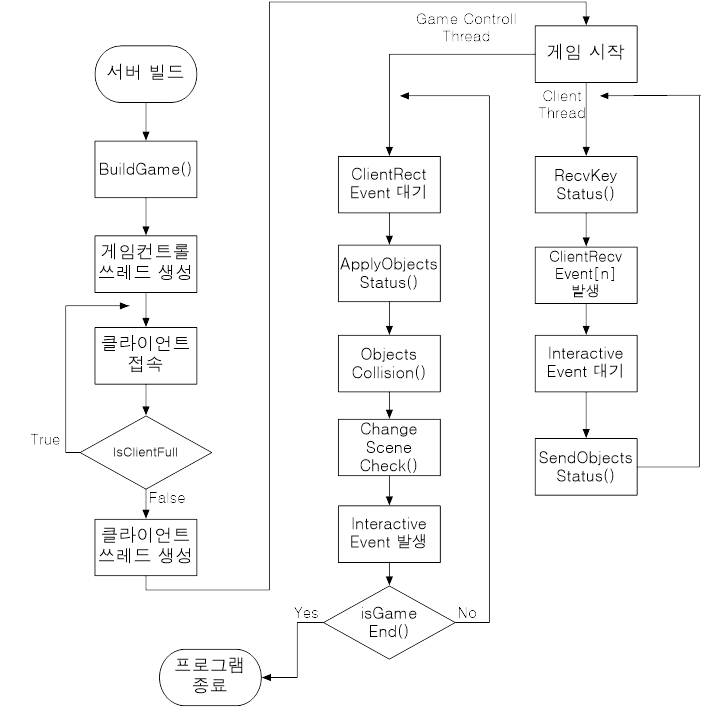 서버 빌드
BuildGame()
게임컨트롤
쓰레드 생성
클라이언트
접속
True
IsClientFull
False
클라이언트
쓰레드 생성
Game Controll
Thread
ClientRect
Event 대기
ApplyObjects
Status()
Objects
Collision()
Change
Scene
Check()
Interactive
Event 발생
Yes
isGame
End()
No
프로그램
종료
게임 시작
Client
Thread
RecvKey
Status()
ClientRecv
Event[n]
발생
Interactive
Event 대기
SendObjects
Status()